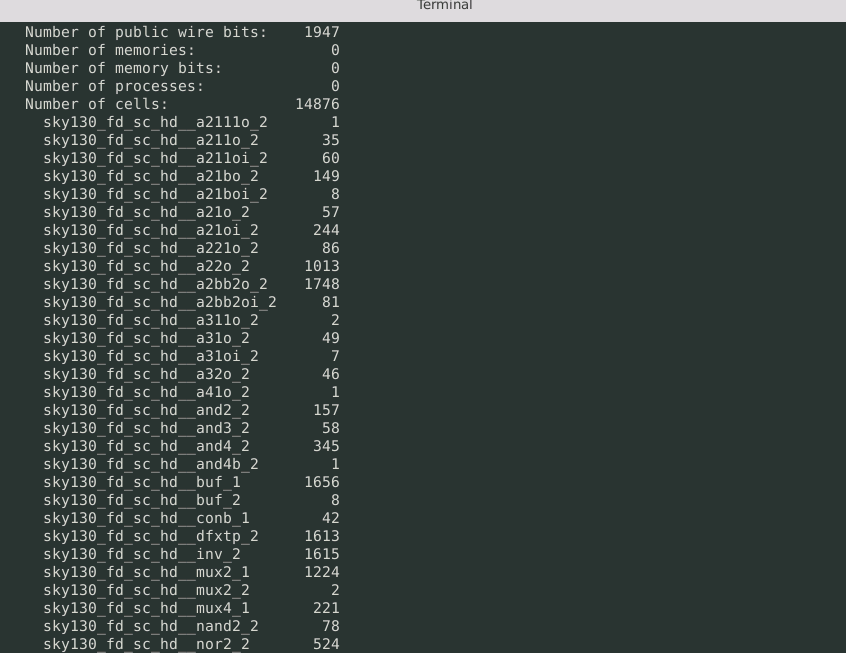 Terminal
Number of public wire bits: 1947
Number of memories: 0
Number of memory bits: 0
Number of processes: 0
Number of cells: 14876
sky130_fd_sc_hd__a2111o_2 1
sky130_fd_sc_hd__a211o_2 35
sky130_fd_sc_hd__a211oi_2 60
sky130_fd_sc_hd__a21bo_2 149
sky130_fd_sc_hd__a21boi_2 8
sky130_fd_sc_hd__a21o_2 57
sky130_fd_sc_hd__a21oi_2 244
sky130_fd_sc_hd__a221o_2 86
sky130_fd_sc_hd__a22o_2 1013
sky130_fd_sc_hd__a2bb2o_2 1748
sky130_fd_sc_hd__a2bb2oi_2 81
sky130_fd_sc_hd__a311o_2 2
sky130_fd_sc_hd__a31o_2 49
sky130_fd_sc_hd__a31oi_2 7
sky130_fd_sc_hd__a32o_2 46
sky130_fd_sc_hd__a41o_2 1
sky130_fd_sc_hd__and2_2 157
sky130_fd_sc_hd__and3_2 58
sky130_fd_sc_hd__and4_2 345
sky130_fd_sc_hd__and4b_2 1
sky130_fd_sc_hd__buf_1 1656
sky130_fd_sc_hd__buf_2 8
sky130_fd_sc_hd__conb_1 42
sky130_fd_sc_hd__dfxtp_2 1613
sky130_fd_sc_hd__inv_2 1615
sky130_fd_sc_hd__mux2_1 1224
sky130_fd_sc_hd__mux2_2 2
sky130_fd_sc_hd__mux4_1 221
sky130_fd_sc_hd__nand2_2 78
sky130_fd_sc_hd__nor2_2 524